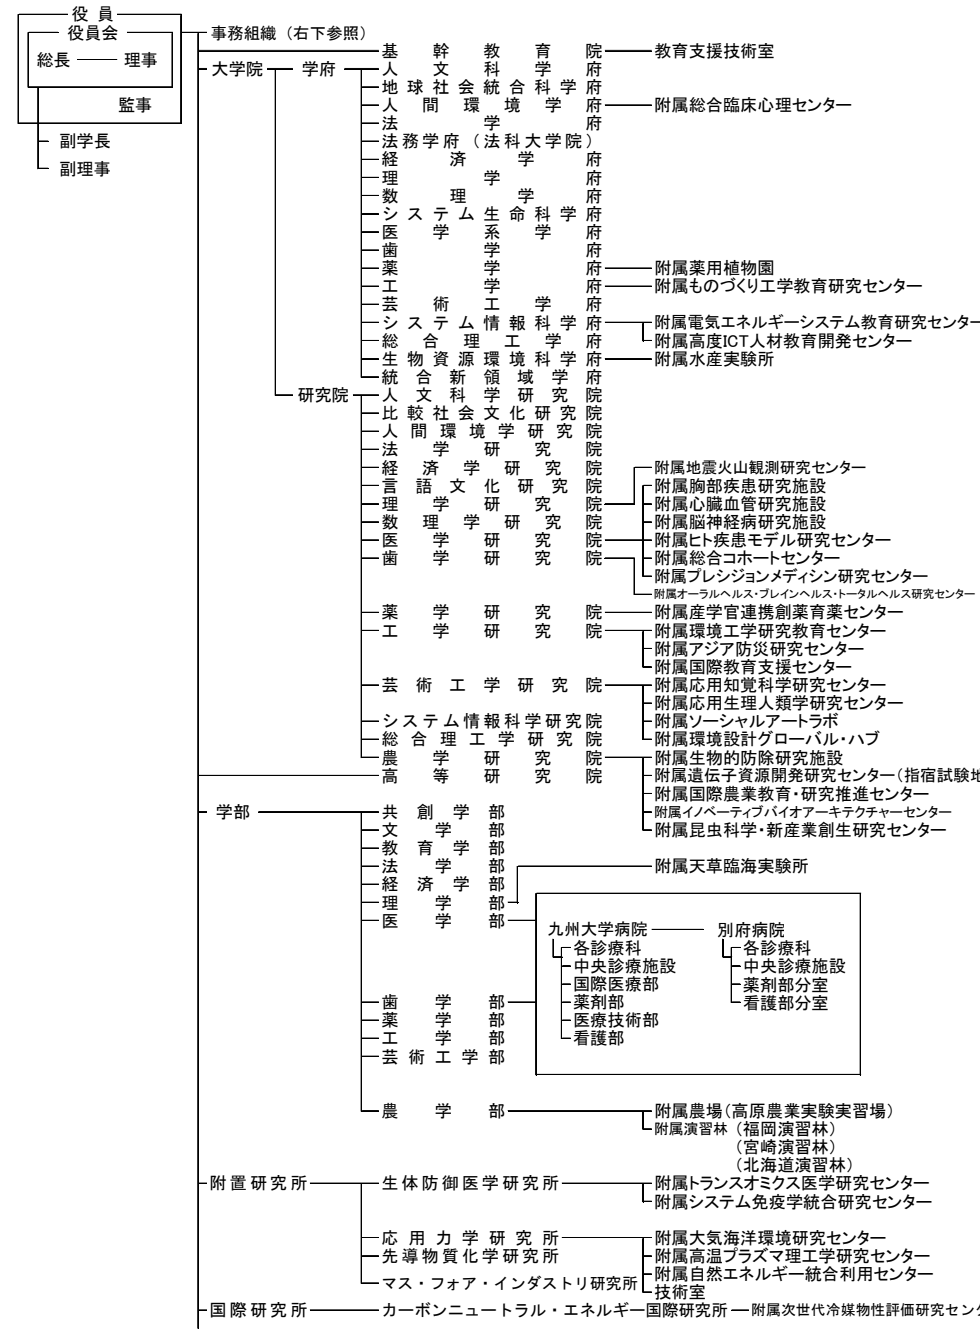 役員
役員会
総長 理事
監事
副学長
副理事
事務組織（右下参照）
基幹教育院 教育支援技術室
大学院 学府 人文科学府
地球社会統合科学府
人間環境学府 附属総合臨床心理センター
法学府
法務学府（法科大学院）
経済学府
理学府
数理学府
システム生命科学府
医学系学府
歯学府
薬学府 附属薬用植物園
工学府 附属ものづくり工学教育研究センター
芸術工学府
システム情報科学府 附属電気エネルギーシステム教育研究センター
総合理工学府 附属高度ICT人材教育開発センター
生物資源環境科学府 附属水産実験所
統合新領域学府
研究院 人文科学研究院
比較社会文化研究院
人間環境学研究院
法学研究院
経済学研究院 附属地震火山観測研究センター
言語文化研究院 附属胸部疾患研究施設
理学研究院 附属心臓血管研究施設
数理学研究院 附属脳神経病研究施設
医学研究院 附属ヒト疾患モデル研究センター
歯学研究院 附属総合コホートセンター
附属プレシジョンメディシン研究センター
附属オーラルヘルス・ブレインヘルス・トータルヘルス研究センター
薬学研究院 附属産学官連携創薬育薬センター
工学研究院 附属環境工学研究教育センター
附属アジア防災研究センター
附属国際教育支援センター
芸術工学研究院 附属応用知覚科学研究センター
附属応用生理人類学研究センター
システム情報科学研究院 附属ソーシャルアートラボ
総合理工学研究院 附属環境設計グローバル・ハブ
農学研究院 附属生物的防除研究施設
高等研究院 附属遺伝子資源開発研究センター（指宿試験地
附属国際農業教育・研究推進センター
学部 共創学部 附属イノベーティブバイオアーキテクチャーセンター
文学部 附属昆虫科学・新産業創生研究センター
教育学部
法学部 附属天草臨海実験所
経済学部
理学部
医学部
九州大学病院 別府病院
各診療科 各診療科
中央診療施設 中央診療施設
国際医療部 薬剤部分室
薬剤部 看護部分室
医療技術部
看護部
歯学部
薬学部
工学部
芸術工学部
農学部 附属農場（高原農業実験実習場）
附属演習林（福岡演習林）
（宮崎演習林）
（北海道演習林）
附置研究所 生体防御医学研究所 附属トランスオミクス医学研究センター
附属システム免疫学統合研究センター
応用力学研究所 附属大気海洋環境研究センター
先導物質化学研究所 附属高温プラズマ理工学研究センター
附属自然エネルギー統合利用センター
マス・フォア・インダストリ研究所 技術室
国際研究所 カーボンニュートラル・エネルギー国際研究所 附属次世代冷媒物性評価研究セン